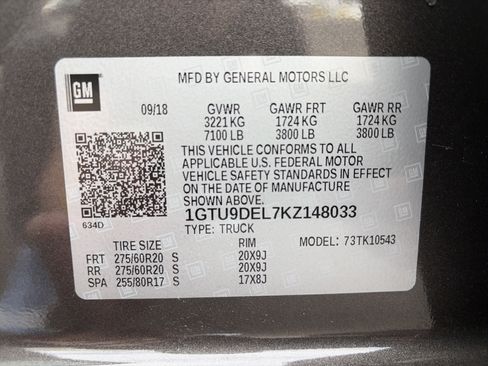 GM
MFD BY GENERAL MOTORS LLC
09/18 GVWR GAWR FRT GAWR RR
3221 KG 1724 KG 1724 KG
7100 LB 3800 LB 3800 LB
THIS VEHICLE CONFORMS TO ALL
APPLICABLE U.S. FEDERAL MOTOR
VEHICLE SAFETY STANDARDS IN EFFECT
ON THE DATE OF MANUFACTURE
SHOWN ABOVE.
634D
1GTU9DEL7KZ148033
TYPE: TRUCK
TIRE SIZE RIM MODEL: 73TK10543
FRT 275/60R20 S 20X9J
RR 275/60R20 S 20X9J
SPA 255/80R17 S 17X8J